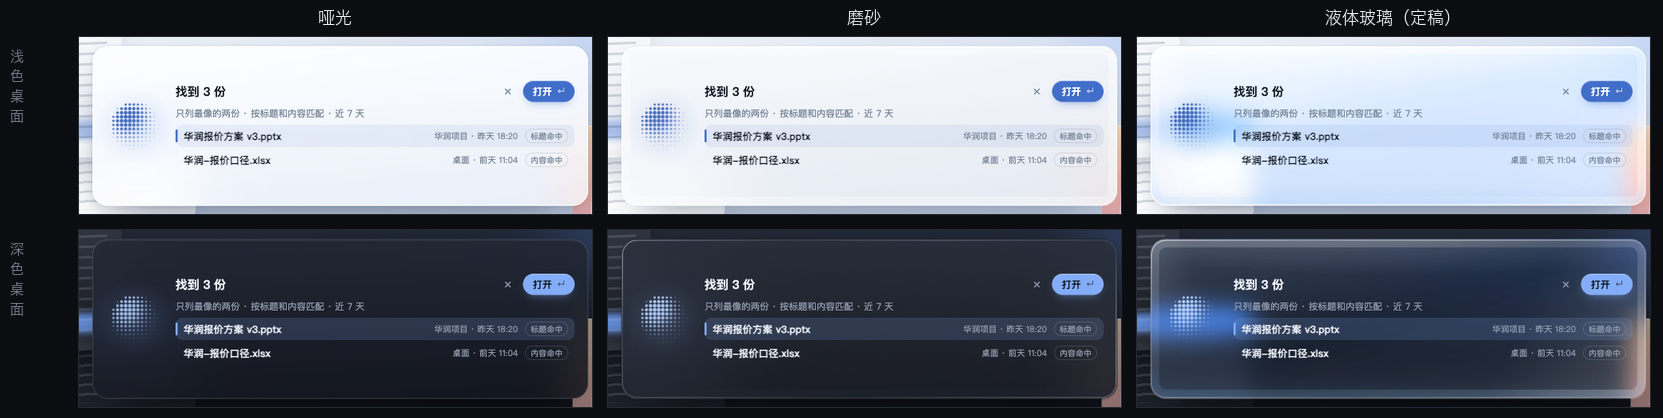 哑光
磨砂
液体玻璃（定稿）
浅色桌面
找到 3 份 × 打开 ↵
只列最像的两份 · 按标题和内容匹配 · 近 7 天
华润报价方案 v3.pptx 华润项目 · 昨天 18:20 标题命中
华润-报价口径.xlsx 桌面 · 前天 11:04 内容命中
找到 3 份 × 打开 ↵
只列最像的两份 · 按标题和内容匹配 · 近 7 天
华润报价方案 v3.pptx 华润项目 · 昨天 18:20 标题命中
华润-报价口径.xlsx 桌面 · 前天 11:04 内容命中
找到 3 份 × 打开 ↵
只列最像的两份 · 按标题和内容匹配 · 近 7 天
华润报价方案 v3.pptx 华润项目 · 昨天 18:20 标题命中
华润-报价口径.xlsx 桌面 · 前天 11:04 内容命中
深色桌面
找到 3 份 × 打开 ↵
只列最像的两份 · 按标题和内容匹配 · 近 7 天
华润报价方案 v3.pptx 华润项目 · 昨天 18:20 标题命中
华润-报价口径.xlsx 桌面 · 前天 11:04 内容命中
找到 3 份 × 打开 ↵
只列最像的两份 · 按标题和内容匹配 · 近 7 天
华润报价方案 v3.pptx 华润项目 · 昨天 18:20 标题命中
华润-报价口径.xlsx 桌面 · 前天 11:04 内容命中
找到 3 份 × 打开 ↵
只列最像的两份 · 按标题和内容匹配 · 近 7 天
华润报价方案 v3.pptx 华润项目 · 昨天 18:20 标题命中
华润-报价口径.xlsx 桌面 · 前天 11:04 内容命中